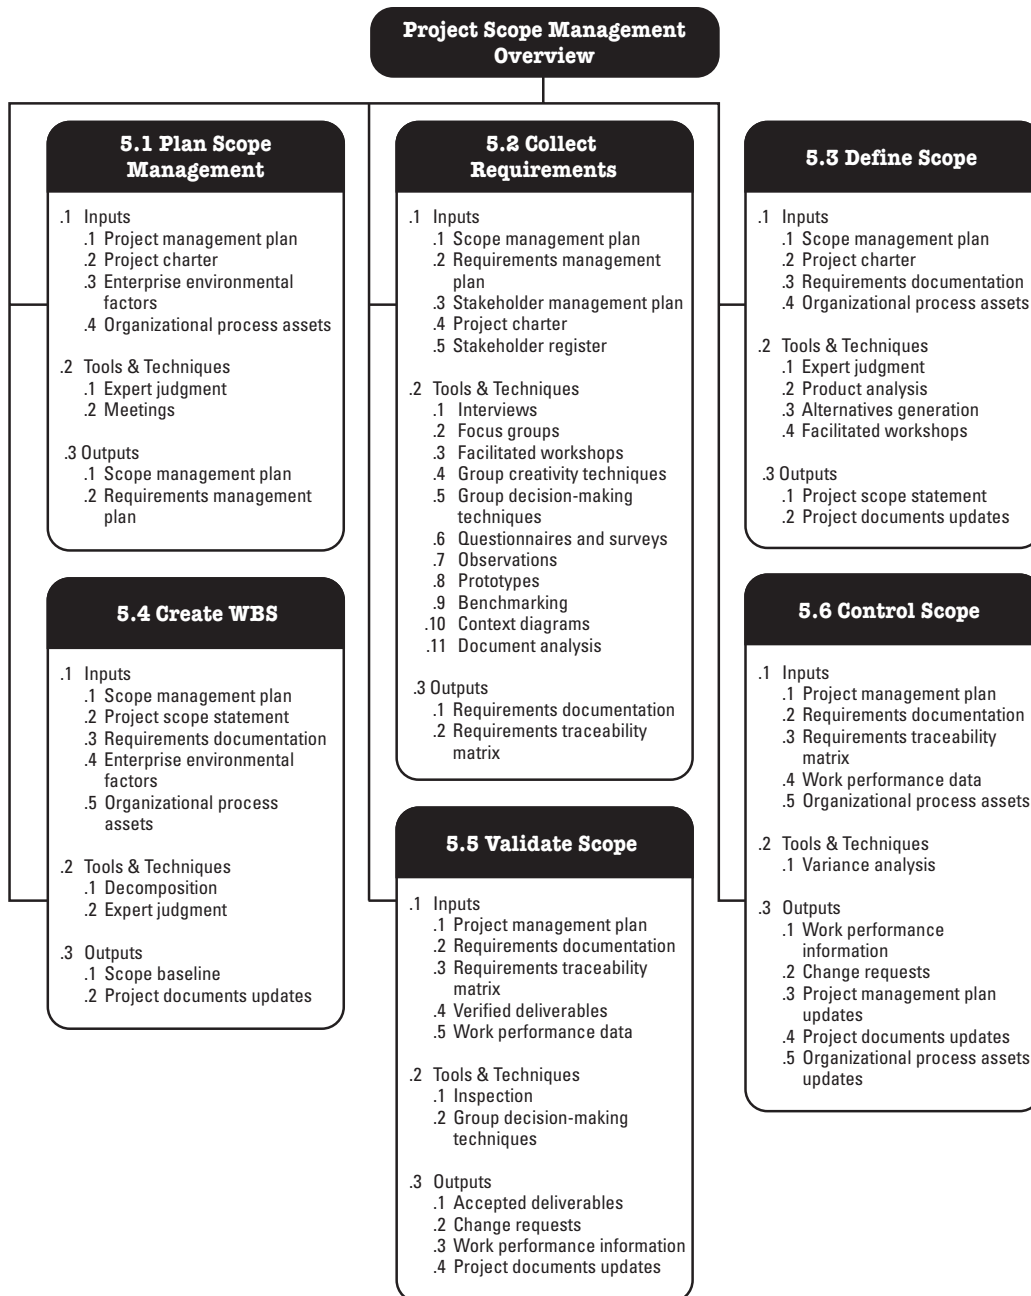 Project Scope Management
Overview
5.1 Plan Scope
Management
.1 Inputs
.1 Project management plan
.2 Project charter
.3 Enterprise environmental
factors
.4 Organizational process assets
.2 Tools & Techniques
.1 Expert judgment
.2 Meetings
.3 Outputs
.1 Scope management plan
.2 Requirements management
plan
5.2 Collect
Requirements
.1 Inputs
.1 Scope management plan
.2 Requirements management
plan
.3 Stakeholder management plan
.4 Project charter
.5 Stakeholder register
.2 Tools & Techniques
.1 Interviews
.2 Focus groups
.3 Facilitated workshops
.4 Group creativity techniques
.5 Group decision-making
techniques
.6 Questionnaires and surveys
.7 Observations
.8 Prototypes
.9 Benchmarking
.10 Context diagrams
.11 Document analysis
.3 Outputs
.1 Requirements documentation
.2 Requirements traceability
matrix
5.3 Define Scope
.1 Inputs
.1 Scope management plan
.2 Project charter
.3 Requirements documentation
.4 Organizational process assets
.2 Tools & Techniques
.1 Expert judgment
.2 Product analysis
.3 Alternatives generation
.4 Facilitated workshops
.3 Outputs
.1 Project scope statement
.2 Project documents updates
5.4 Create WBS
.1 Inputs
.1 Scope management plan
.2 Project scope statement
.3 Requirements documentation
.4 Enterprise environmental
factors
.5 Organizational process
assets
.2 Tools & Techniques
.1 Decomposition
.2 Expert judgment
.3 Outputs
.1 Scope baseline
.2 Project documents updates
5.5 Validate Scope
.1 Inputs
.1 Project management plan
.2 Requirements documentation
.3 Requirements traceability
matrix
.4 Verified deliverables
.5 Work performance data
.2 Tools & Techniques
.1 Inspection
.2 Group decision-making
techniques
.3 Outputs
.1 Accepted deliverables
.2 Change requests
.3 Work performance information
.4 Project documents updates
5.6 Control Scope
.1 Inputs
.1 Project management plan
.2 Requirements documentation
.3 Requirements traceability
matrix
.4 Work performance data
.5 Organizational process assets
.2 Tools & Techniques
.1 Variance analysis
.3 Outputs
.1 Work performance
information
.2 Change requests
.3 Project management plan
updates
.4 Project documents updates
.5 Organizational process assets
updates